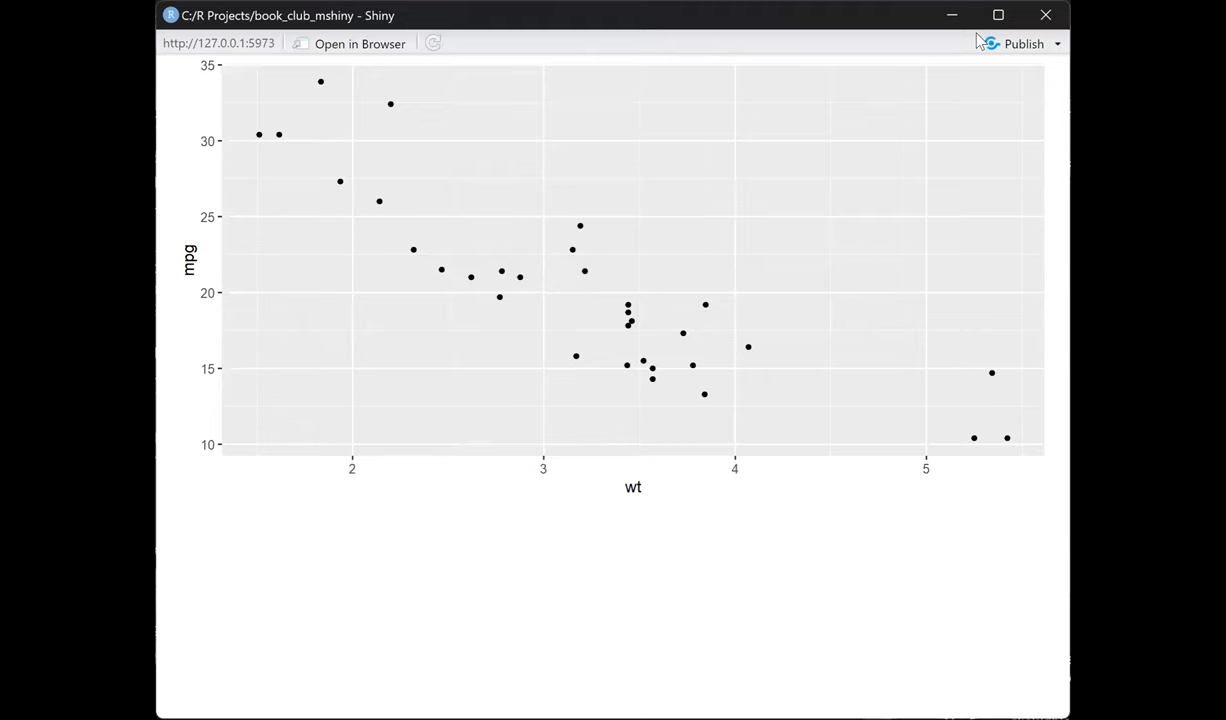 R C:/R Projects/book_club_mshiny - Shiny
http://127.0.0.1:5973 Open in Browser Publish
35
30
25
20
15
10
mpg
2 3 4 5
wt